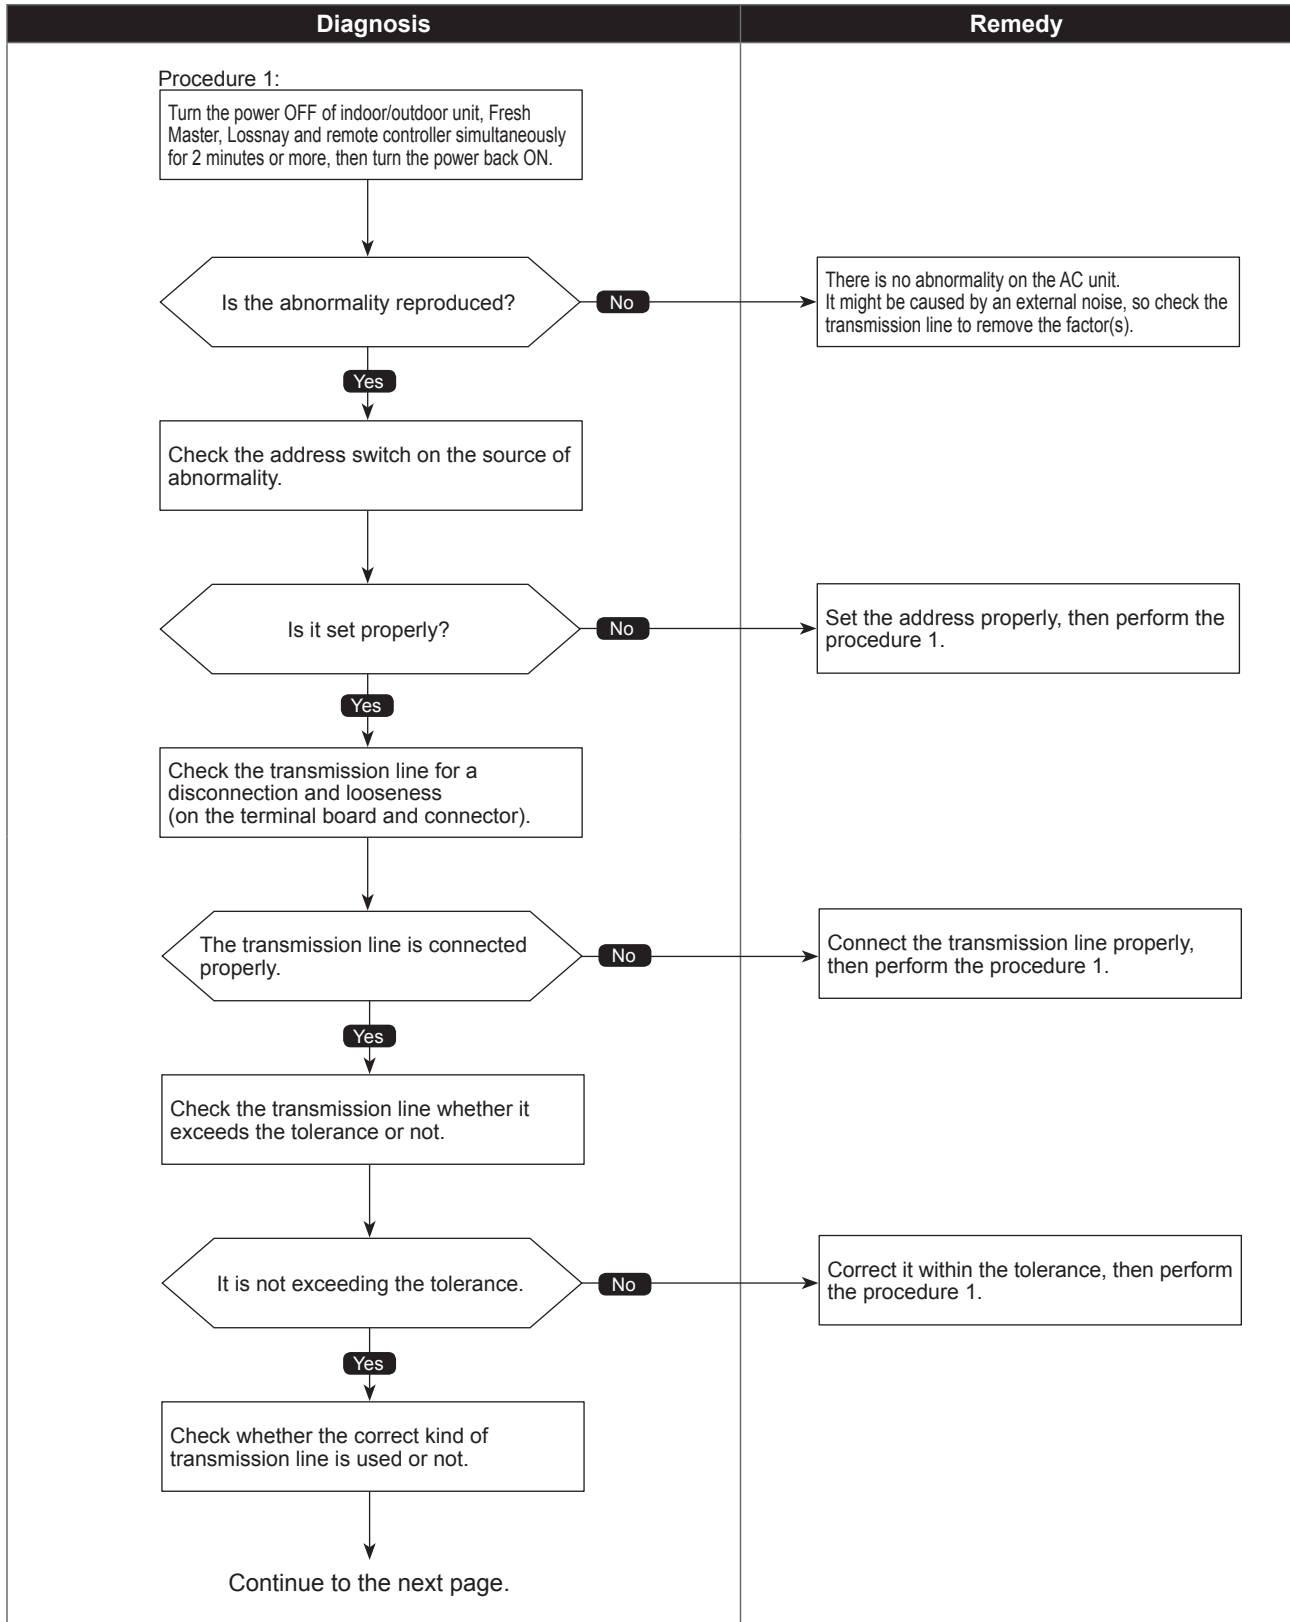 Diagnosis
Remedy
Procedure 1:
Turn the power OFF of indoor/outdoor unit, Fresh
Master, Lossnay and remote controller simultaneously
for 2 minutes or more, then turn the power back ON.
Is the abnormality reproduced?
No
There is no abnormality on the AC unit.
It might be caused by an external noise, so check the
transmission line to remove the factor(s).
Yes
Check the address switch on the source of
abnormality.
Is it set properly?
No
Set the address properly, then perform the
procedure 1.
Yes
Check the transmission line for a
disconnection and looseness
(on the terminal board and connector).
The transmission line is connected
properly.
No
Connect the transmission line properly,
then perform the procedure 1.
Yes
Check the transmission line whether it
exceeds the tolerance or not.
It is not exceeding the tolerance.
No
Correct it within the tolerance, then perform
the procedure 1.
Yes
Check whether the correct kind of
transmission line is used or not.
Continue to the next page.